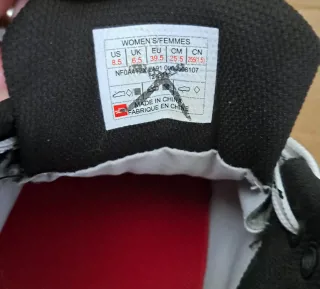 WOMEN'S/FEMMES
US UK EU CM CN
8.5 6.5 39.5 25.5
MADE IN CHINA
FABRIQUÉ EN CHINE